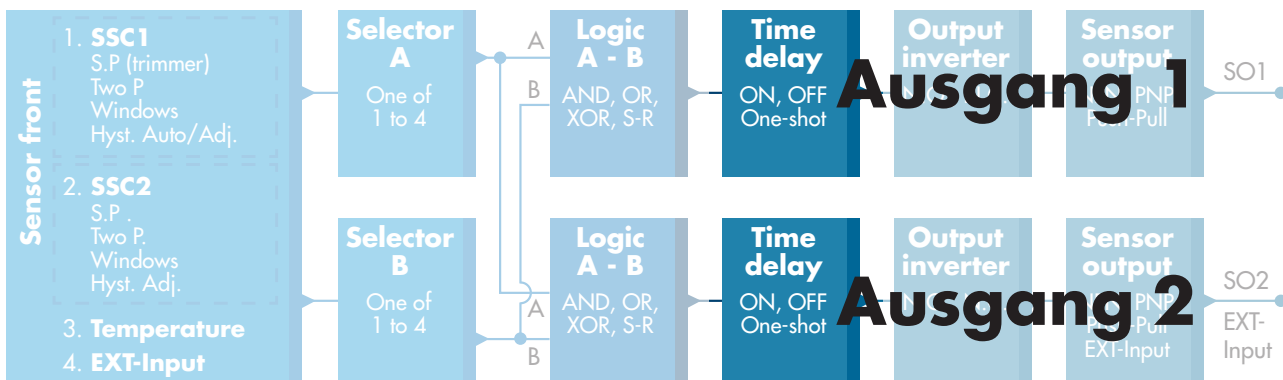 Sensor front
1. SSC1
S.P (trimmer)
Two P
Windows
Hyst. Auto/Adj.
2. SSC2
S.P .
Two P.
Windows
Hyst. Adj.
3. Temperature
4. EXT-Input
Selector
A
One of
1 to 4
A
B
Logic
A - B
AND, OR,
XOR, S-R
Time
delay
ON, OFF
One-shot
Output
inverter
Sensor
output
PNP
Ausgang 1
SO1
Selector
B
One of
1 to 4
A
B
Logic
A - B
AND, OR,
XOR, S-R
Time
delay
ON, OFF
One-shot
Output
inverter
Sensor
output
PNP
EXT-Input
Ausgang 2
SO2
EXT-
Input